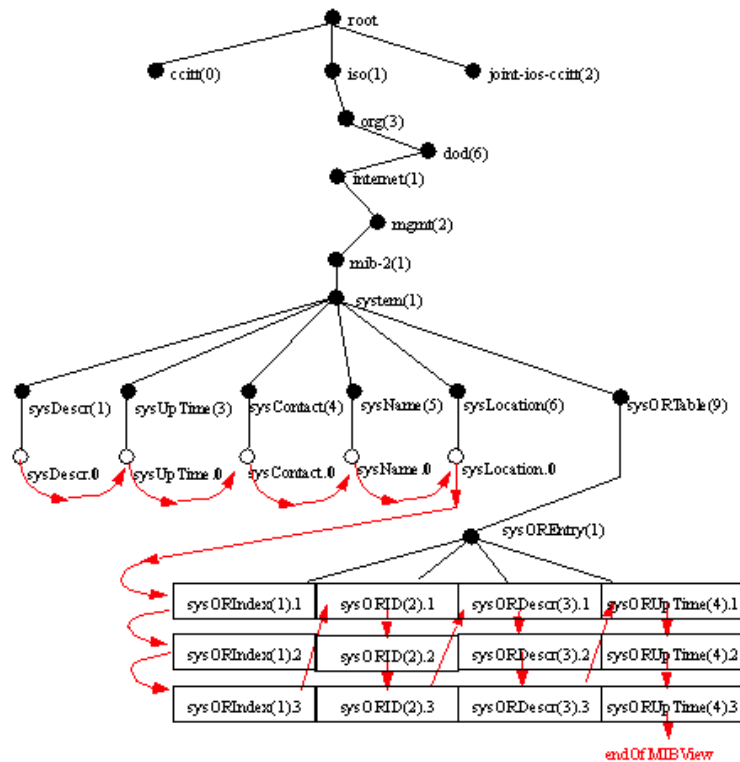 root
ccitt(0)
iso(1)
joint-ios-ccitt(2)
org(3)
dod(6)
internet(1)
mgmt(2)
mib-2(1)
system(1)
sysDescr(1)
sysUpTime(3)
sysContact(4)
sysName(5)
sysLocation(6)
sysORTable(9)
sysDescr.0
sysUpTime.0
sysContact.0
sysName.0
sysLocation.0
sysOREntry(1)
sysORIndex(1).1
sysORID(2).1
sysORDescr(3).1
sysORUpTime(4).1
sysORIndex(1).2
sysORID(2).2
sysORDescr(3).2
sysORUpTime(4).2
sysORIndex(1).3
sysORID(2).3
sysORDescr(3).3
sysORUpTime(4).3
endOfMIBView